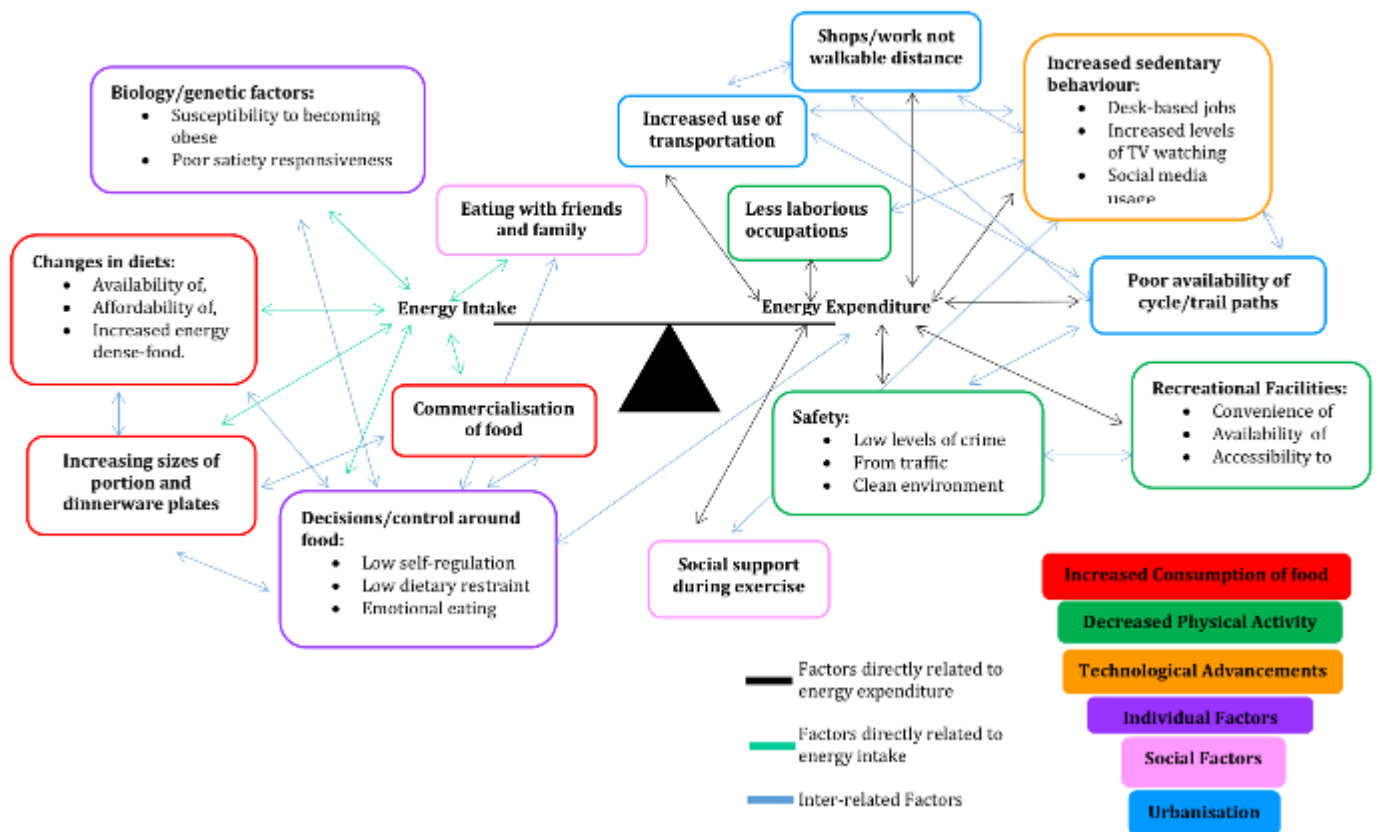 Biology/genetic factors:
• Susceptibility to becoming
obese
• Poor satiety responsiveness
Eating with friends
and family
Changes in diets:
• Availability of,
• Affordability of,
• Increased energy
dense-food.
Energy Intake
Commercialisation
of food
Increasing sizes of
portion and
dinnerware plates
Decisions/control around
food:
• Low self-regulation
• Low dietary restraint
• Emotional eating
Shops/work not
walkable distance
Increased use of
transportation
Less laborious
occupations
Increased sedentary
behaviour:
• Desk-based jobs
• Increased levels
of TV watching
• Social media
usage
Energy Expenditure
Poor availability of
cycle/trail paths
Safety:
• Low levels of crime
• From traffic
• Clean environment
Recreational Facilities:
• Convenience of
• Availability of
• Accessibility to
Social support
during exercise
Factors directly related to
energy expenditure
Factors directly related to
energy intake
Inter-related Factors
Increased Consumption of food
Decreased Physical Activity
Technological Advancements
Individual Factors
Social Factors
Urbanisation